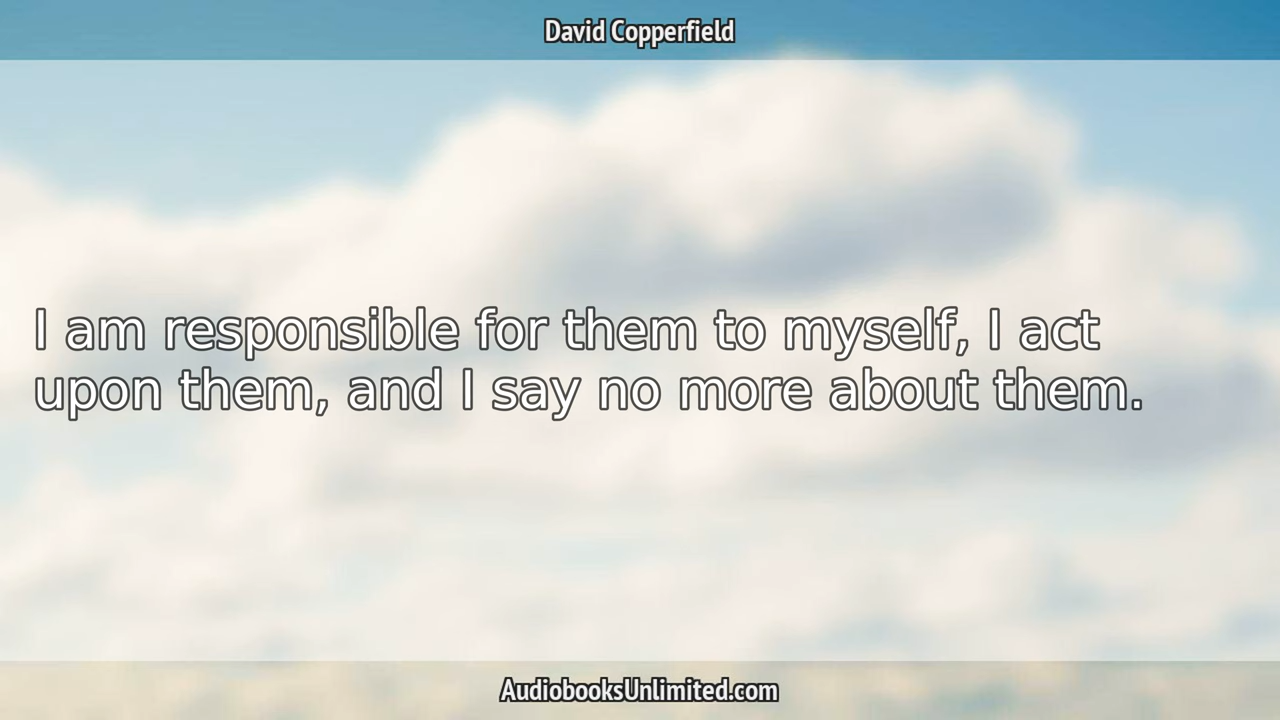 David Copperfield
I am responsible for them to myself, I act
upon them, and I say no more about them.
AudiobooksUnlimited.com